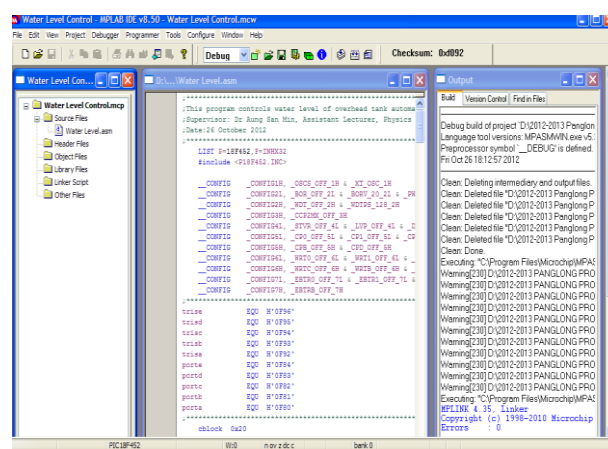 Water Level Control - MPLAB IDE v8.50 - Water Level Control.mcw
File Edit View Project Debugger Programmer Tools Configure Window Help
Debug
Checksum: 0xf092
Water Level Con...
Water Level Control.mcp
Source Files
Water Level.asm
Header Files
Object Files
Library Files
Linker Script
Other Files
D:\...\Water Level.asm
;This program controls water level of overhead tank automa
;Supervisor: Dr Aung San Min, Assistant Lecturer, Physics
;Date:26 October 2012
LIST P=18F452,F=INHX32
#include <P18F452.INC>
__CONFIG _CONFIG1H, _OSCS_OFF_1H & _XT_OSC_1H
__CONFIG _CONFIG2L, _BOR_OFF_2L & _BORV_20_2L & _PW
__CONFIG _CONFIG2H, _WDT_OFF_2H & _WDTPS_128_2H
__CONFIG _CONFIG3H, _CCP2MX_OFF_3H
__CONFIG _CONFIG4L, _STVR_OFF_4L & _LVP_OFF_4L & _D
__CONFIG _CONFIG5L, _CP0_OFF_5L & _CP1_OFF_5L & _CP
__CONFIG _CONFIG5H, _CPB_OFF_5H & _CPD_OFF_5H
__CONFIG _CONFIG6L, _WRT0_OFF_6L & _WRT1_OFF_6L &
__CONFIG _CONFIG6H, _WRTC_OFF_6H & _WRTB_OFF_6H &
__CONFIG _CONFIG7L, _EBTR0_OFF_7L & _EBTR1_OFF_7L &
__CONFIG _CONFIG7H, _EBTRB_OFF_7H
trise EQU H'0F96'
trisd EQU H'0F95'
trisc EQU H'0F94'
trisb EQU H'0F93'
trisa EQU H'0F92'
porte EQU H'0F84'
portd EQU H'0F83'
portc EQU H'0F82'
portb EQU H'0F81'
porta EQU H'0F80'
cblock 0x20
Output
Build Version Control Find in Files
Debug build of project `D:\2012-2013 Panglon
Language tool versions: MPASMWIN.exe v5.
Preprocessor symbol `__DEBUG' is defined.
Fri Oct 26 18:12:57 2012
Clean: Deleting intermediary and output files.
Clean: Deleted file "D:\2012-2013 Panglong P
Clean: Deleted file "D:\2012-2013 Panglong P
Clean: Deleted file "D:\2012-2013 Panglong P
Clean: Deleted file "D:\2012-2013 Panglong P
Clean: Done.
Executing: "C:\Program Files\Microchip\MPAS
Warning[230] D:\2012-2013 PANGLONG PRO
Warning[230] D:\2012-2013 PANGLONG PRO
Warning[230] D:\2012-2013 PANGLONG PRO
Warning[230] D:\2012-2013 PANGLONG PRO
Warning[230] D:\2012-2013 PANGLONG PRO
Warning[230] D:\2012-2013 PANGLONG PRO
Warning[230] D:\2012-2013 PANGLONG PRO
Warning[230] D:\2012-2013 PANGLONG PRO
Warning[230] D:\2012-2013 PANGLONG PRO
Executing: "C:\Program Files\Microchip\MPAS
MPLINK 4.35, Linker
Copyright (c) 1998-2010 Microchip
Errors : 0
PIC18F452 W:0 n ov z dc c bank 0